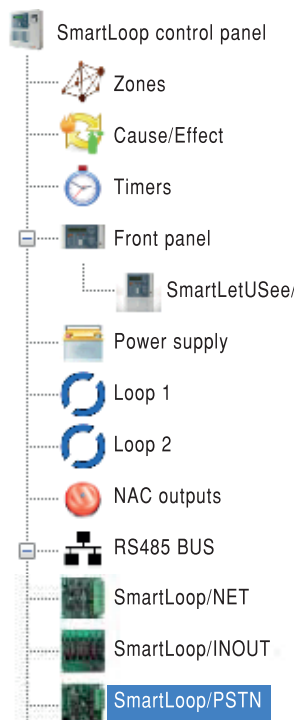 SmartLoop control panel
Zones
Cause/Effect
Timers
Front panel
SmartLetUSee/
Power supply
Loop 1
Loop 2
NAC outputs
RS485 BUS
SmartLoop/NET
SmartLoop/INOUT
SmartLoop/PSTN